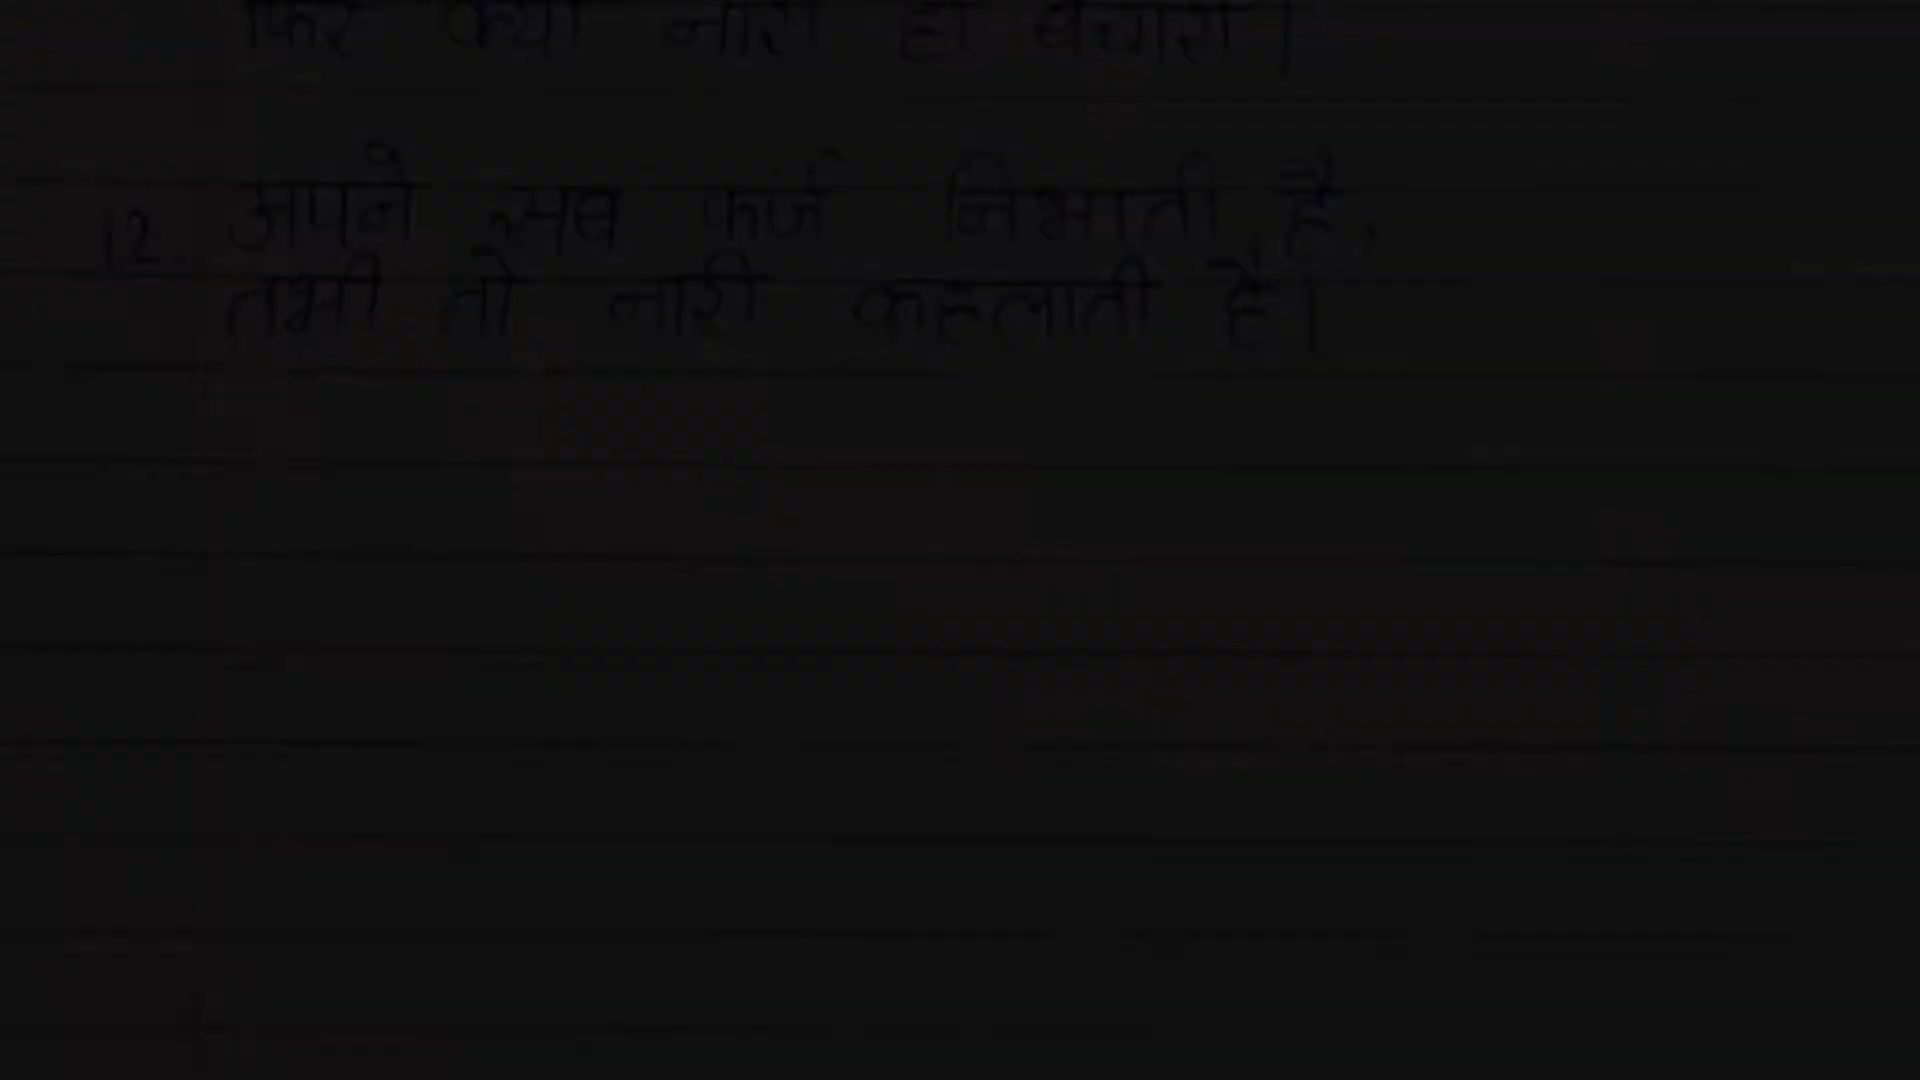 फिर क्यों नारी ही बेचारी।
12. अपने सब फर्ज निभाती है,
तभी तो नारी कहलाती है।